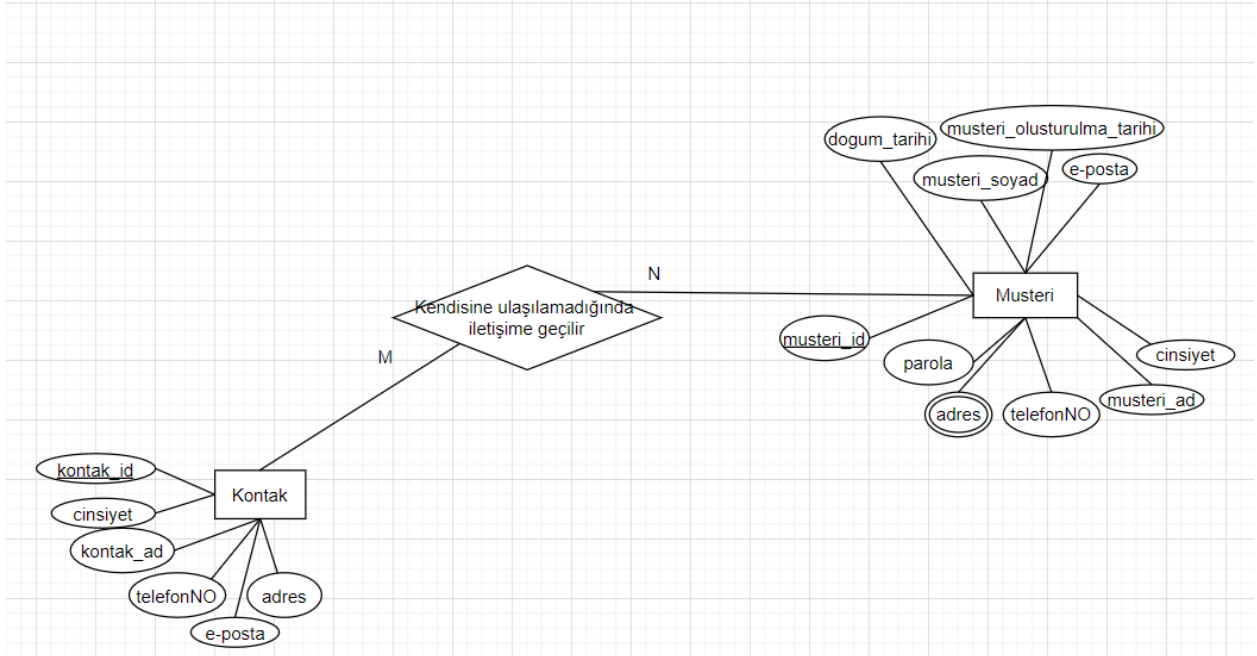 dogum_tarihi
musteri_olusturulma_tarihi
musteri_soyad
e-posta
N
Musteri
Kendisine ulaşılamadığında
iletişime geçilir
musteri_id
M
parola
cinsiyet
adres
telefonNO
musteri_ad
kontak_id
Kontak
cinsiyet
kontak_ad
telefonNO
adres
e-posta